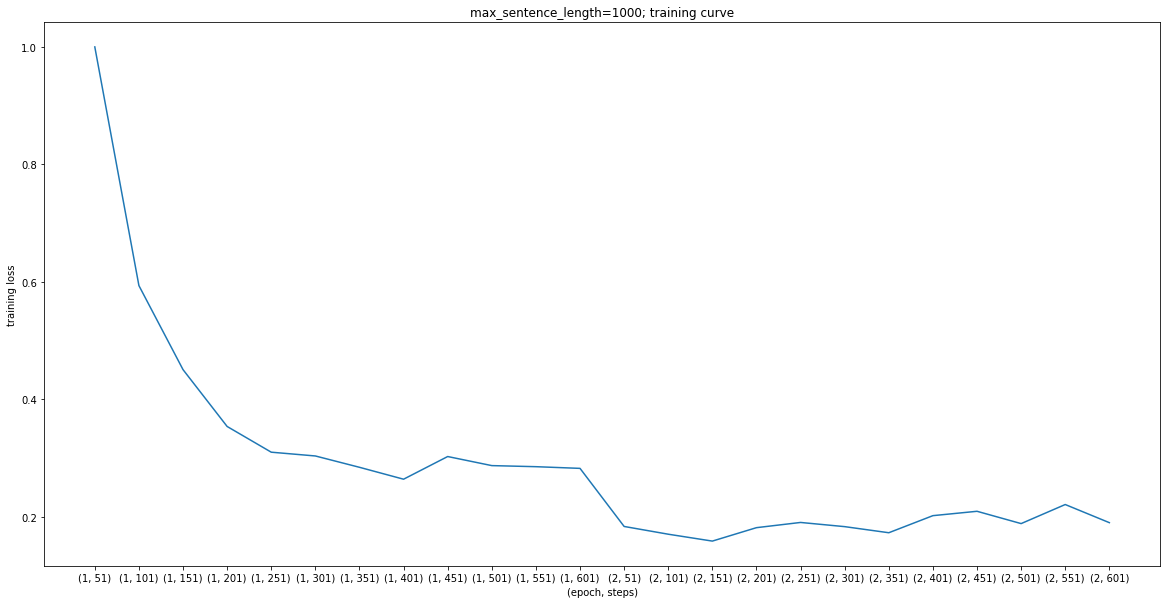 max_sentence_length=1000; training curve
1.0
0.8
0.6
0.4
0.2
training loss
(1, 51) (1, 101) (1, 151) (1, 201) (1, 251) (1, 301) (1, 351) (1, 401) (1, 451) (1, 501) (1, 551) (1, 601) (2, 51) (2, 101) (2, 151) (2, 201) (2, 251) (2, 301) (2, 351) (2, 401) (2, 451) (2, 501) (2, 551) (2, 601)
(epoch, steps)